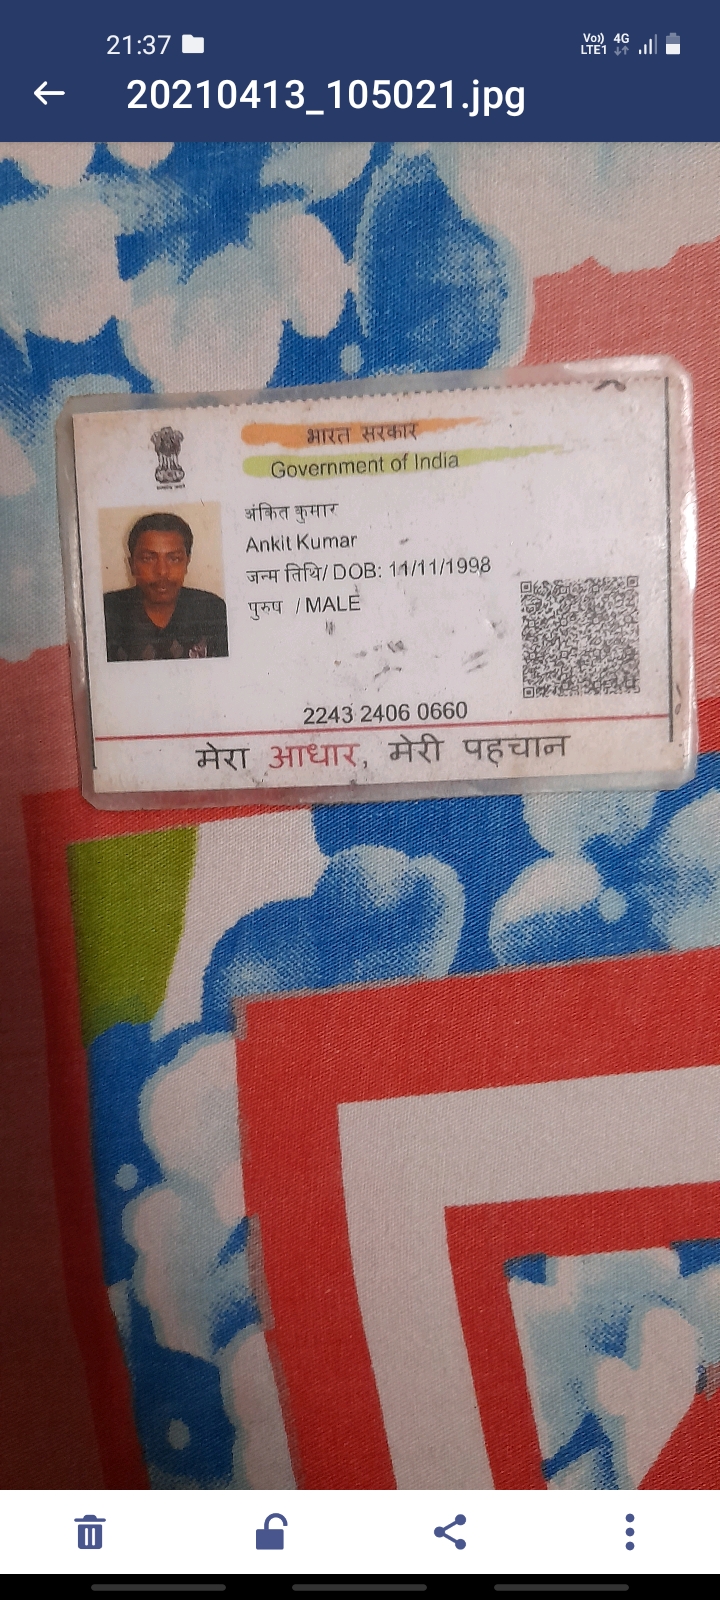 21:37
Vo) 4G
LTE1
20210413_105021.jpg
भारत सरकार
Government of India
अंकित कुमार
Ankit Kumar
जन्म तिथि/ DOB: 11/11/1998
पुरुष / MALE
2243 2406 0660
मेरा आधार, मेरी पहचान